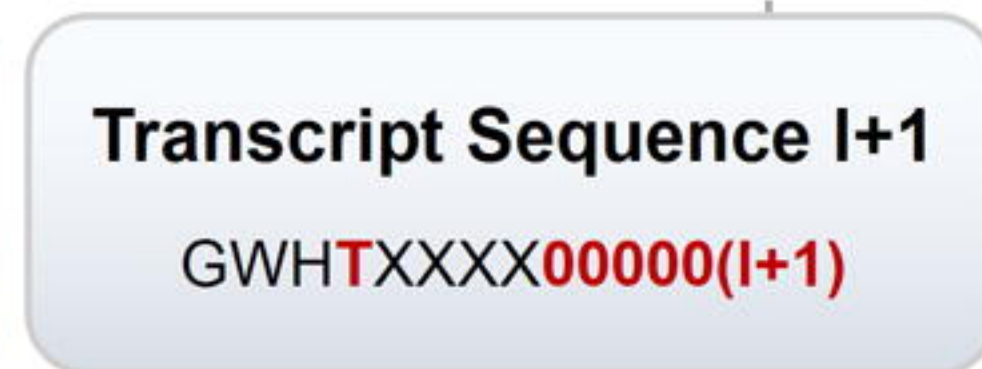 Transcript Sequence I+1
GWHTXXXX00000(I+1)